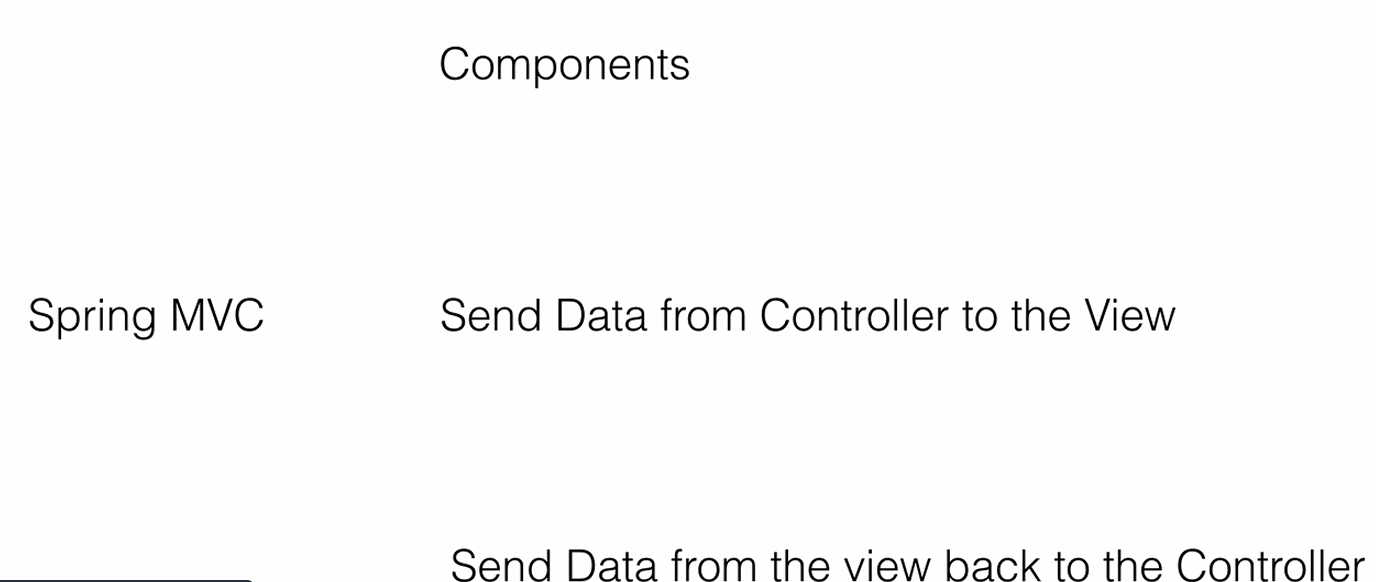 Components
Spring MVC
Send Data from Controller to the View
Send Data from the view back to the Controller